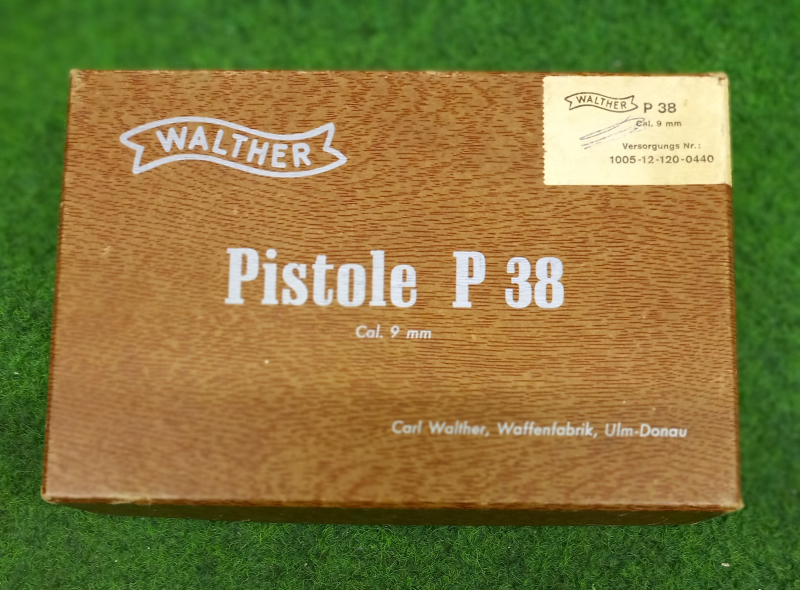 WALTHER
Pistole P 38
Cal. 9 mm
Carl Walther, Waffenfabrik, Ulm-Donau
WALTHER P 38
Cal. 9 mm
Versorgungs Nr.:
1005-12-120-0440